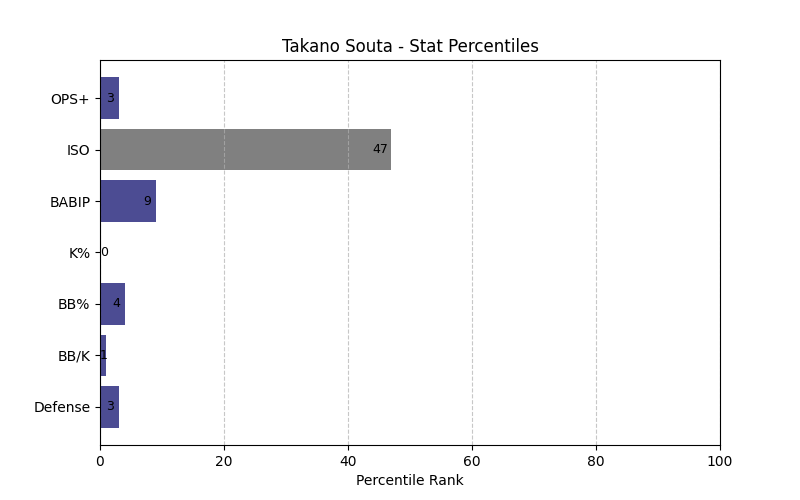 Takano Souta - Stat Percentiles
OPS+ 3
ISO 47
BABIP 9
K% 0
BB% 4
BB/K 1
Defense 3
0 20 40 60 80 100
Percentile Rank